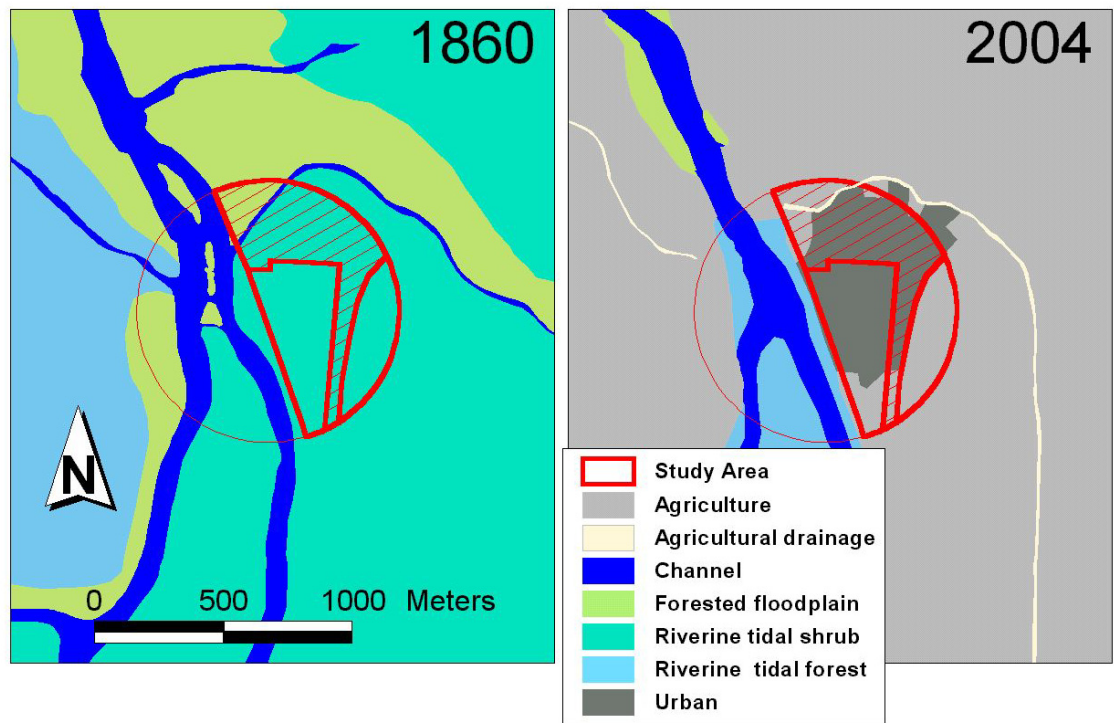 1860
2004
N
0 500 1000 Meters
Study Area
Agriculture
Agricultural drainage
Channel
Forested floodplain
Riverine tidal shrub
Riverine tidal forest
Urban